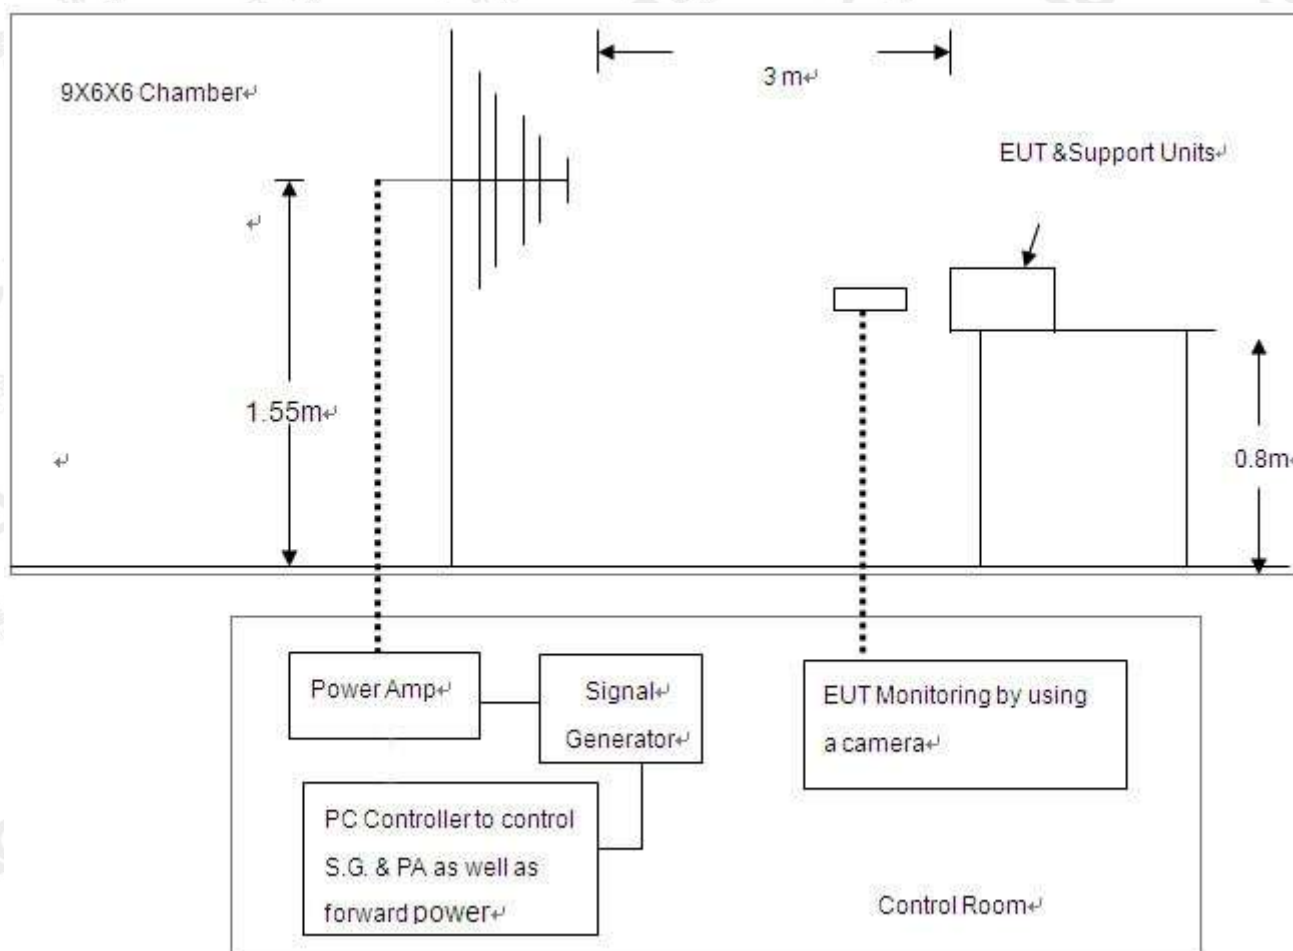 3 m↵
9X6X6 Chamber↵
EUT &Support Units↵
↵
1.55m↵
↵
0.8m↵
Power Amp↵
Signal↵
Generator↵
EUT Monitoring by using
a camera↵
PC Controller to control
S.G. & PA as well as
forward power↵
Control Room↵